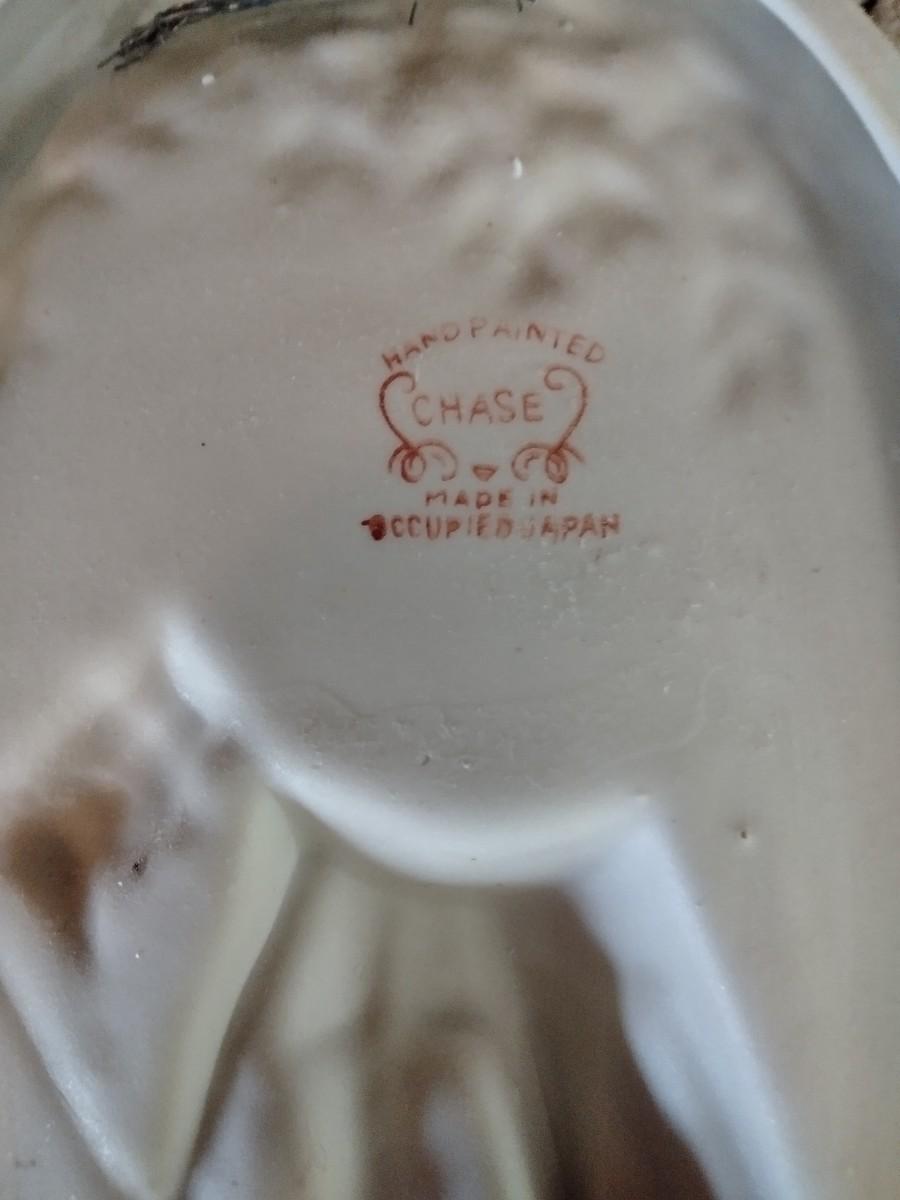 HAND PAINTED
CHASE
MADE IN
OCCUPIED JAPAN